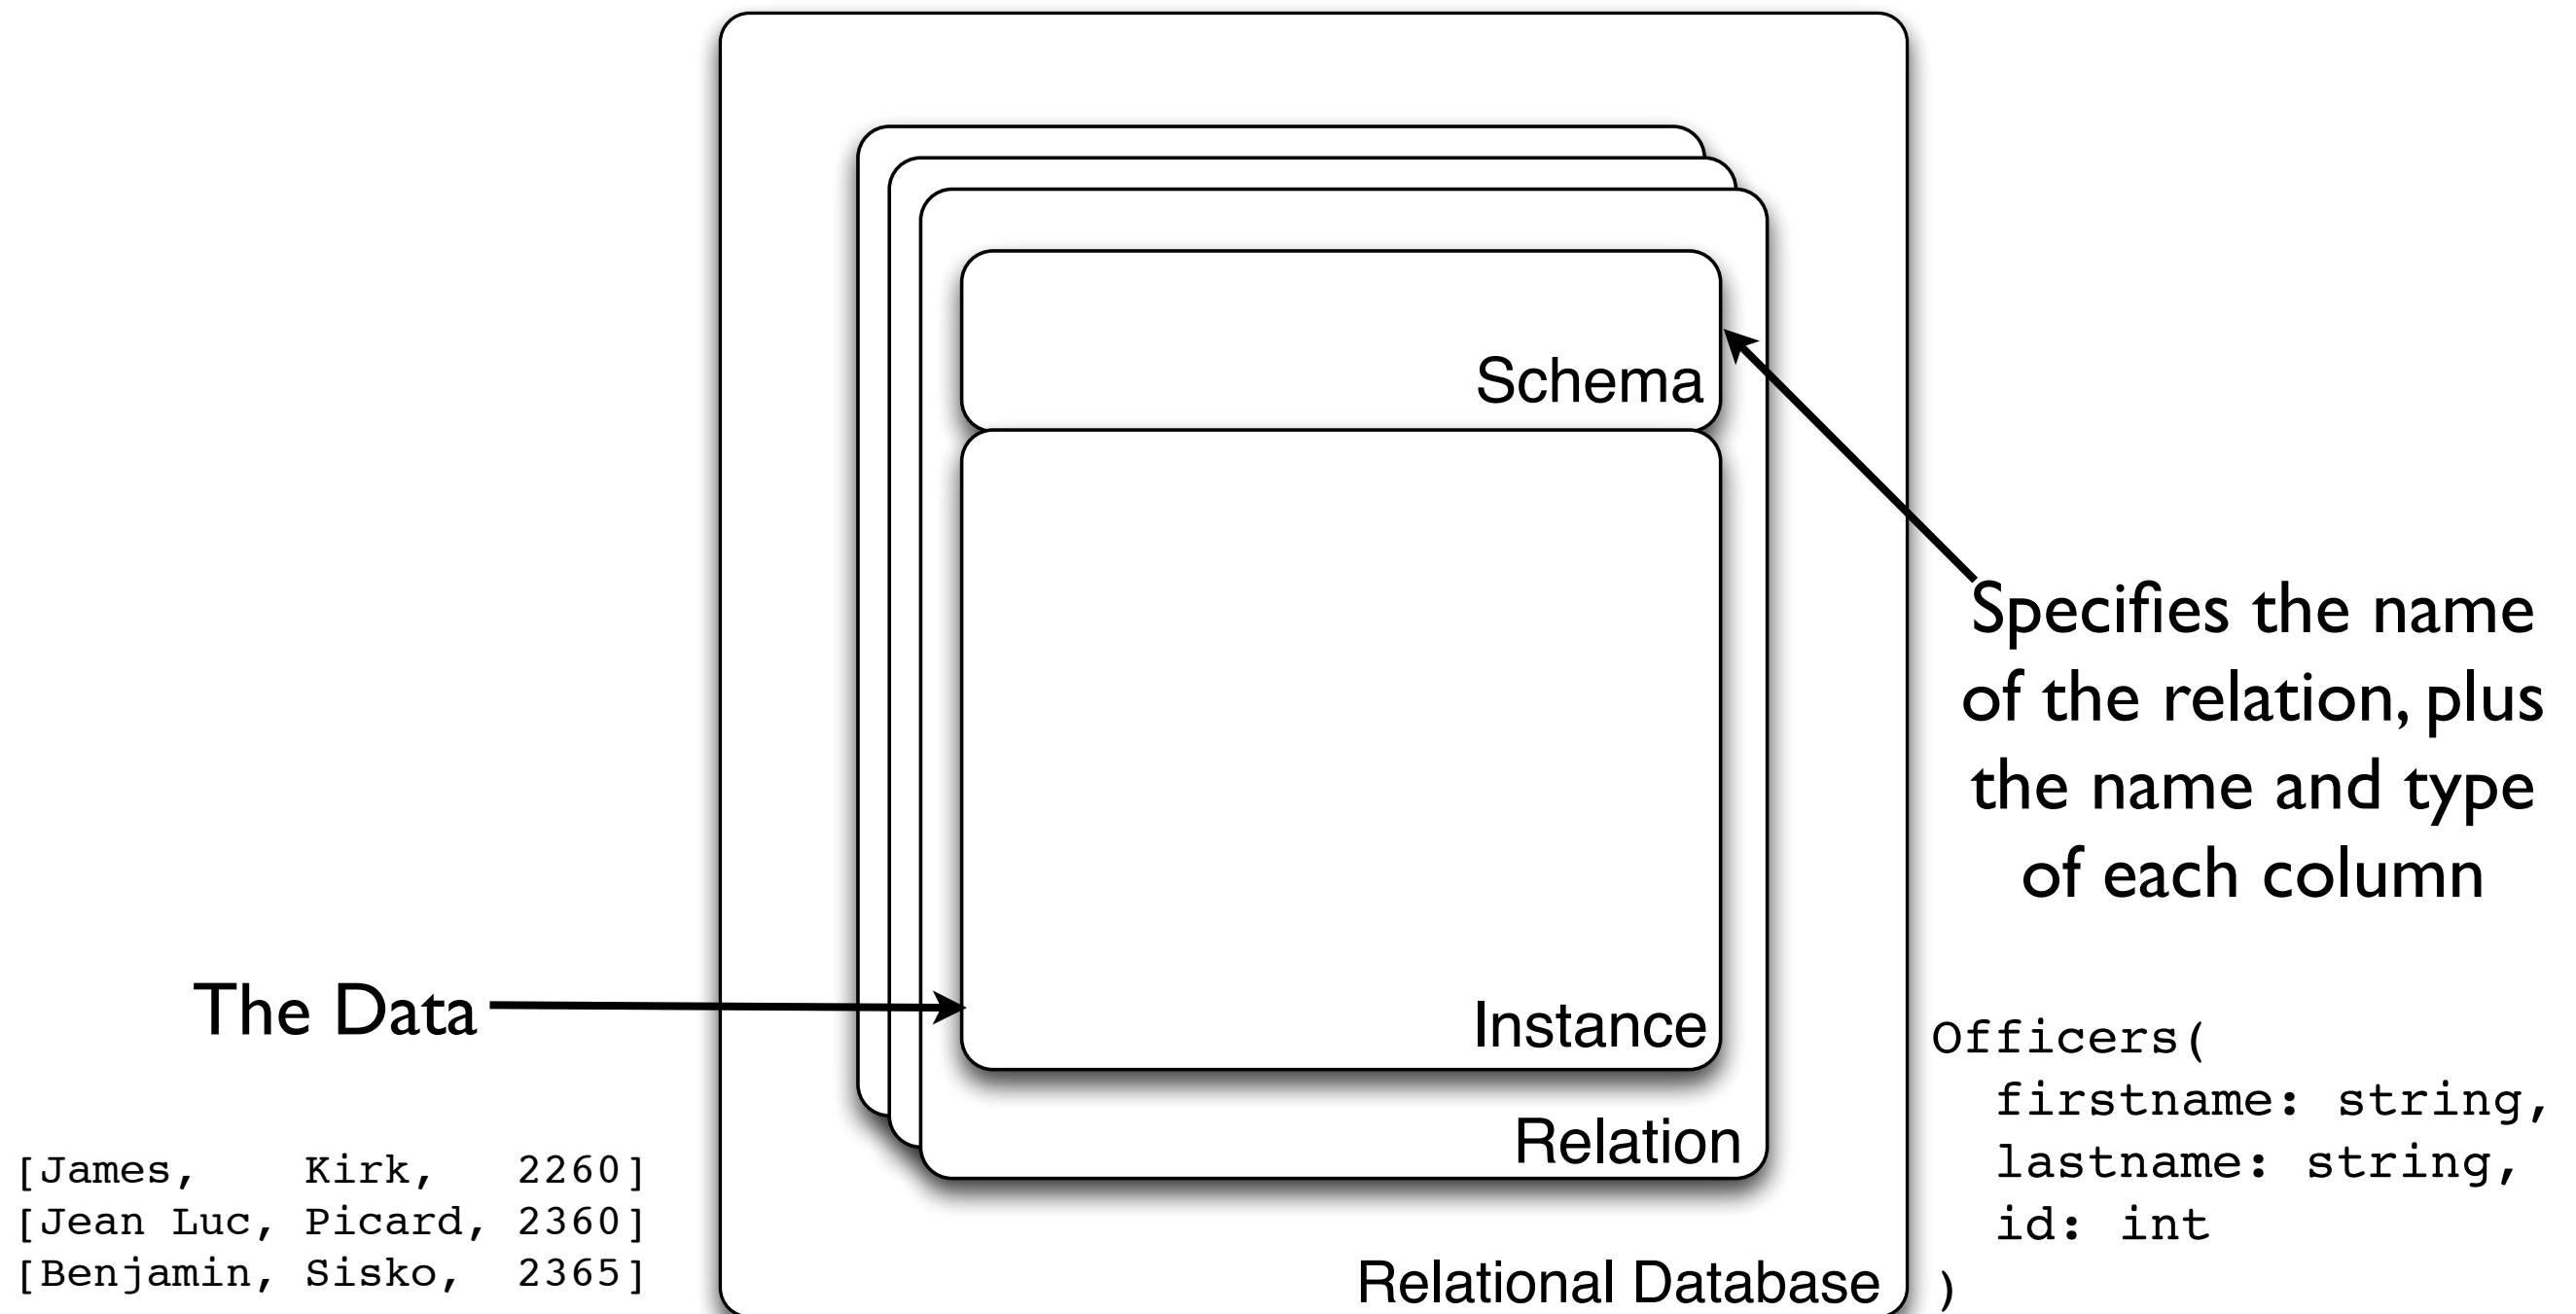 Schema
Specifies the name
of the relation, plus
the name and type
of each column
The Data
Instance
Relation
Relational Database
[James,    Kirk,   2260]
[Jean Luc, Picard, 2360]
[Benjamin, Sisko,  2365]
Officers(
  firstname: string,
  lastname: string,
  id: int
)